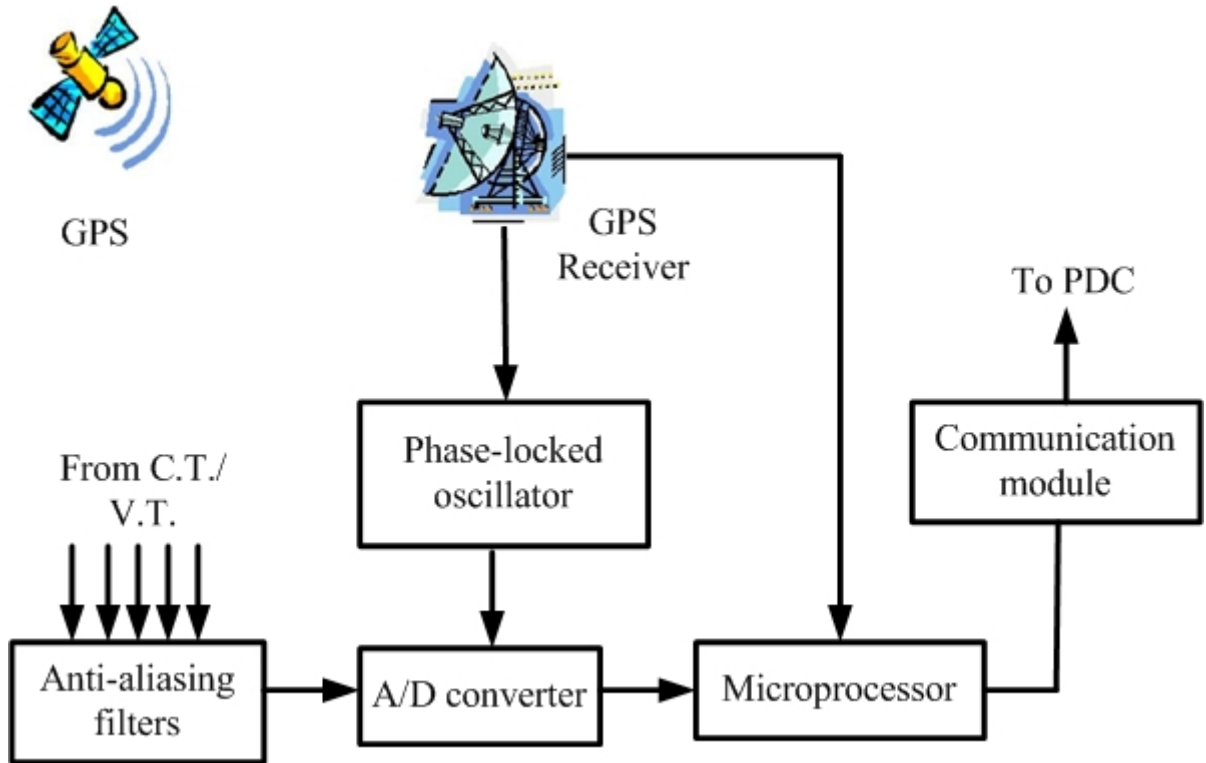 GPS
GPS
Receiver
To PDC
Phase-locked
oscillator
Communication
module
From C.T./
V.T.
Anti-aliasing
filters
A/D converter
Microprocessor